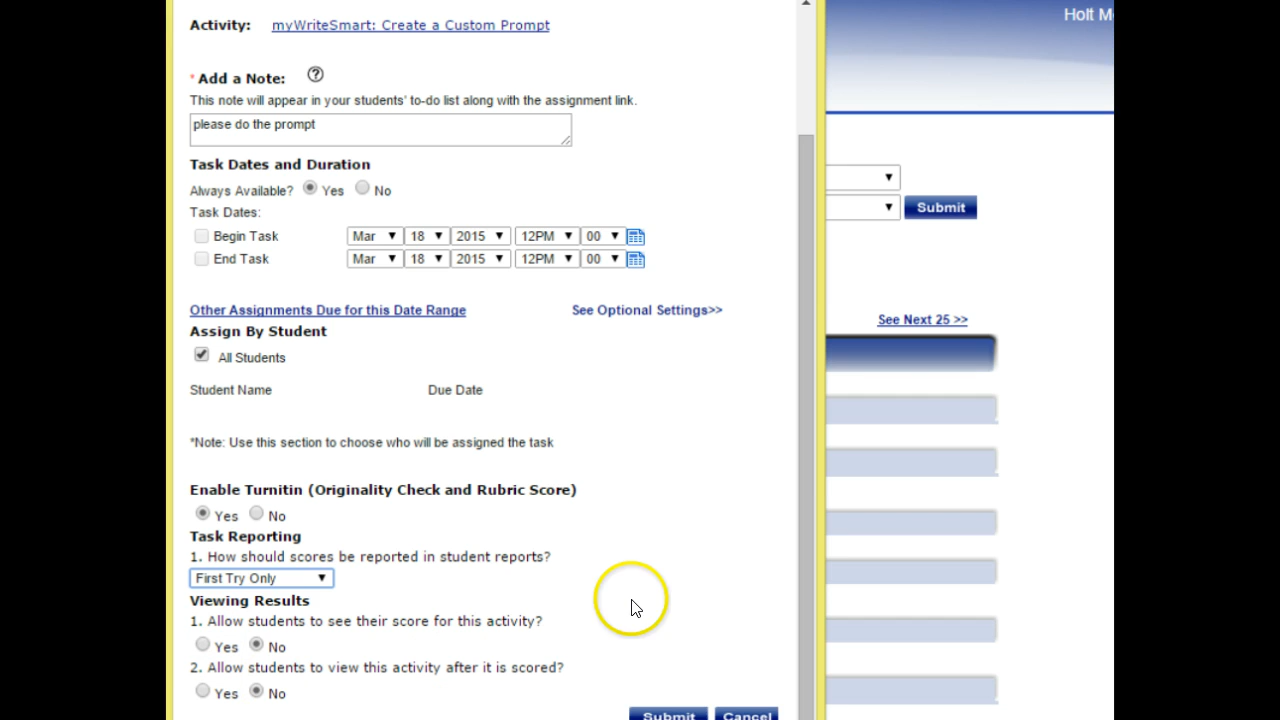 Holt M
Activity: myWriteSmart: Create a Custom Prompt
* Add a Note: ?
This note will appear in your students' to-do list along with the assignment link.
please do the prompt
Task Dates and Duration
Always Available? Yes No
Task Dates:
Begin Task Mar 18 2015 12PM 00
End Task Mar 18 2015 12PM 00
Submit
Other Assignments Due for this Date Range See Optional Settings>>
See Next 25 >>
Assign By Student
All Students
Student Name Due Date
*Note: Use this section to choose who will be assigned the task
Enable Turnitin (Originality Check and Rubric Score)
Yes No
Task Reporting
1. How should scores be reported in student reports?
First Try Only
Viewing Results
1. Allow students to see their score for this activity?
Yes No
2. Allow students to view this activity after it is scored?
Yes No
Submit Cancel